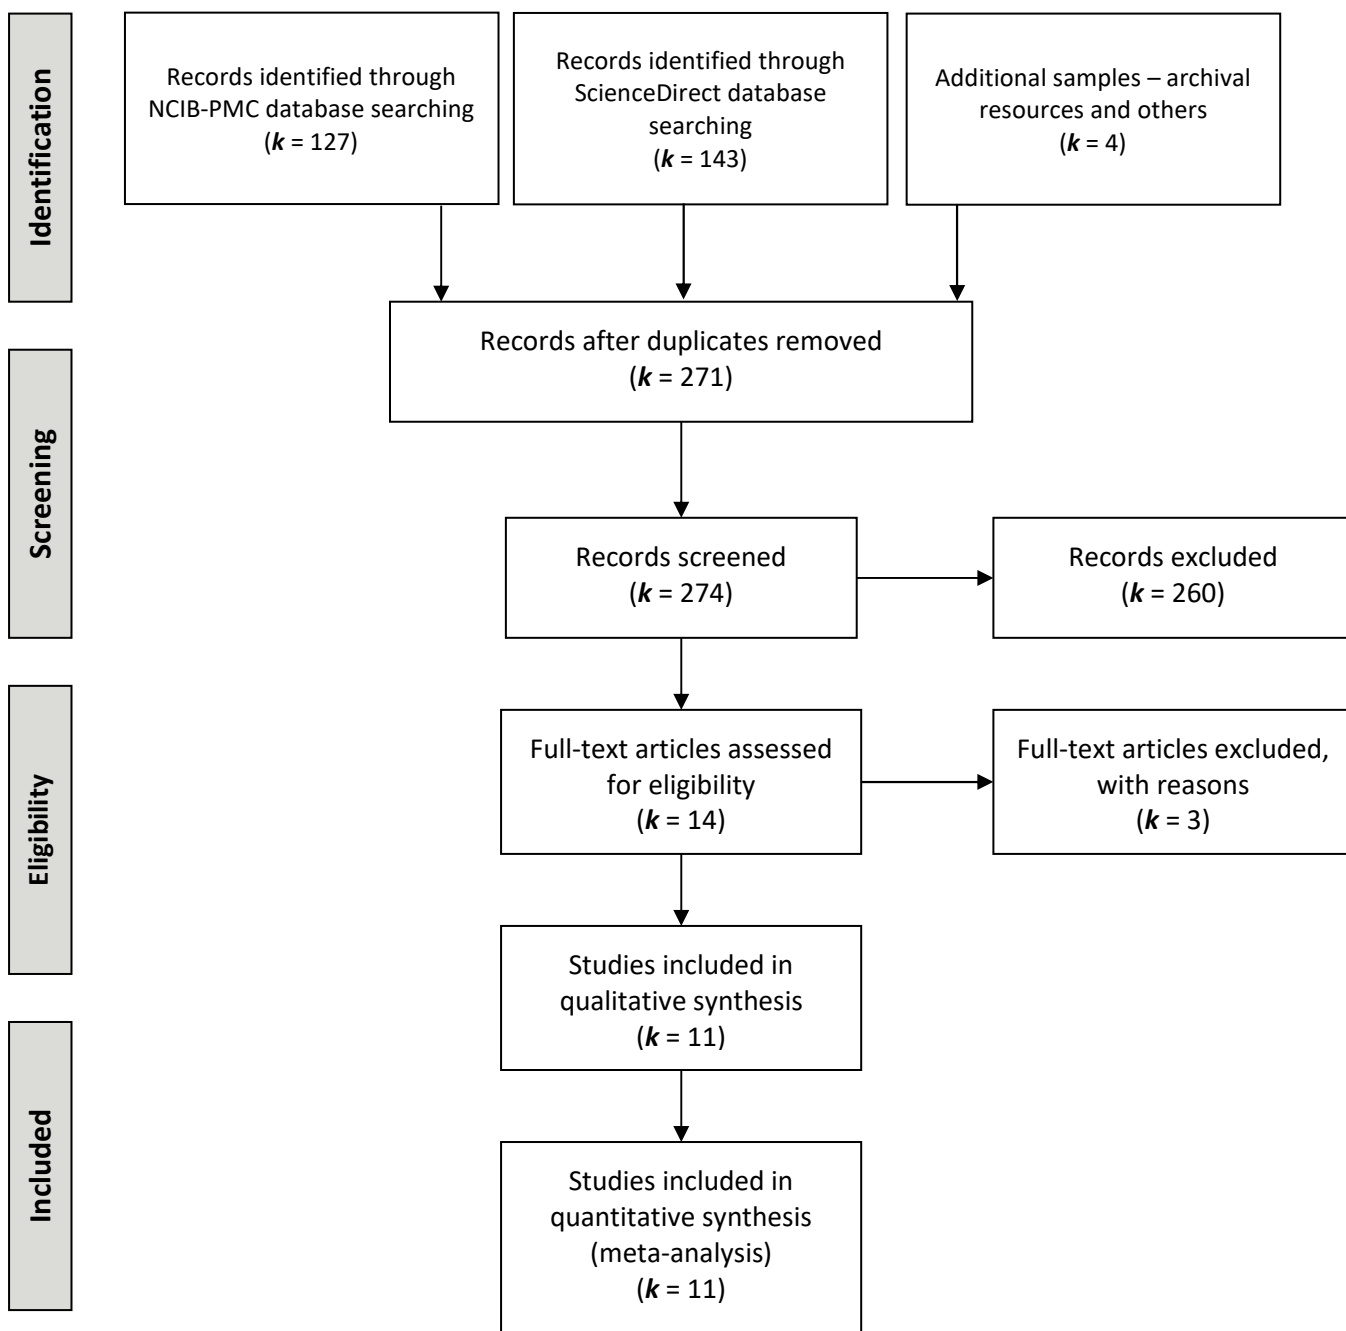 Identification
Records identified through
NCIB-PMC database searching
(k = 127)
Records identified through
ScienceDirect database
searching
(k = 143)
Additional samples – archival
resources and others
(k = 4)
Records after duplicates removed
(k = 271)
Screening
Records screened
(k = 274)
Records excluded
(k = 260)
Eligibility
Full-text articles assessed
for eligibility
(k = 14)
Full-text articles excluded,
with reasons
(k = 3)
Studies included in
qualitative synthesis
(k = 11)
Included
Studies included in
quantitative synthesis
(meta-analysis)
(k = 11)